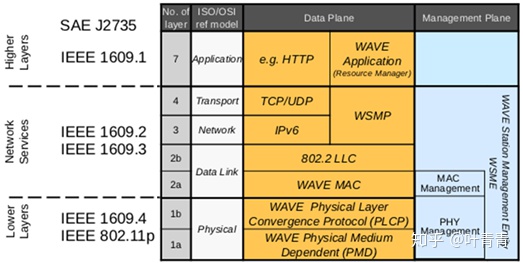 Higher
Layers
SAE J2735
IEEE 1609.1
Network
Services
IEEE 1609.2
IEEE 1609.3
Lower
Layers
IEEE 1609.4
IEEE 802.11p
No. of
layer
ISO/OSI
ref model
Data Plane
Management Plane
7
Application
e.g. HTTP
WAVE
Application
(Resource Manager)
4
Transport
TCP/UDP
WSMP
3
Network
IPv6
2b
Data Link
802.2 LLC
2a
WAVE MAC
MAC
Management
1b
Physical
WAVE Physical Layer
Convergence Protocol (PLCP)
PHY
Management
1a
WAVE Physical Medium
Dependent (PMD)
WAVE Station Management Entity
WSME
知乎 @叶青青